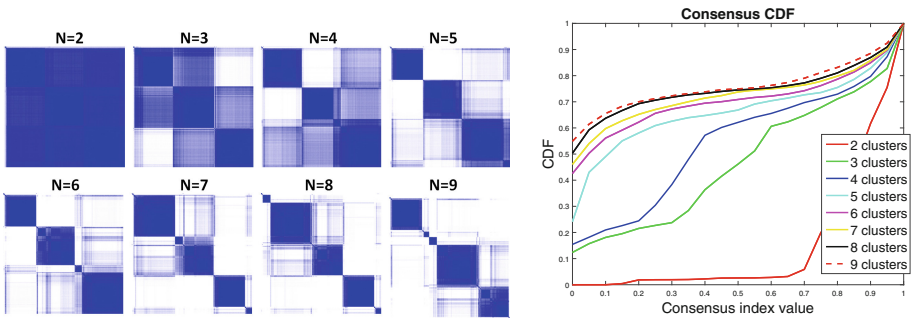 N=2 N=3 N=4 N=5
N=6 N=7 N=8 N=9
Consensus CDF
CDF
1
0.9
0.8
0.7
0.6
0.5
0.4
0.3
0.2
0.1
0
0 0.1 0.2 0.3 0.4 0.5 0.6 0.7 0.8 0.9 1
Consensus index value
2 clusters
3 clusters
4 clusters
2 clusters
6 clusters
7 clusters
8 clusters
9 clusters